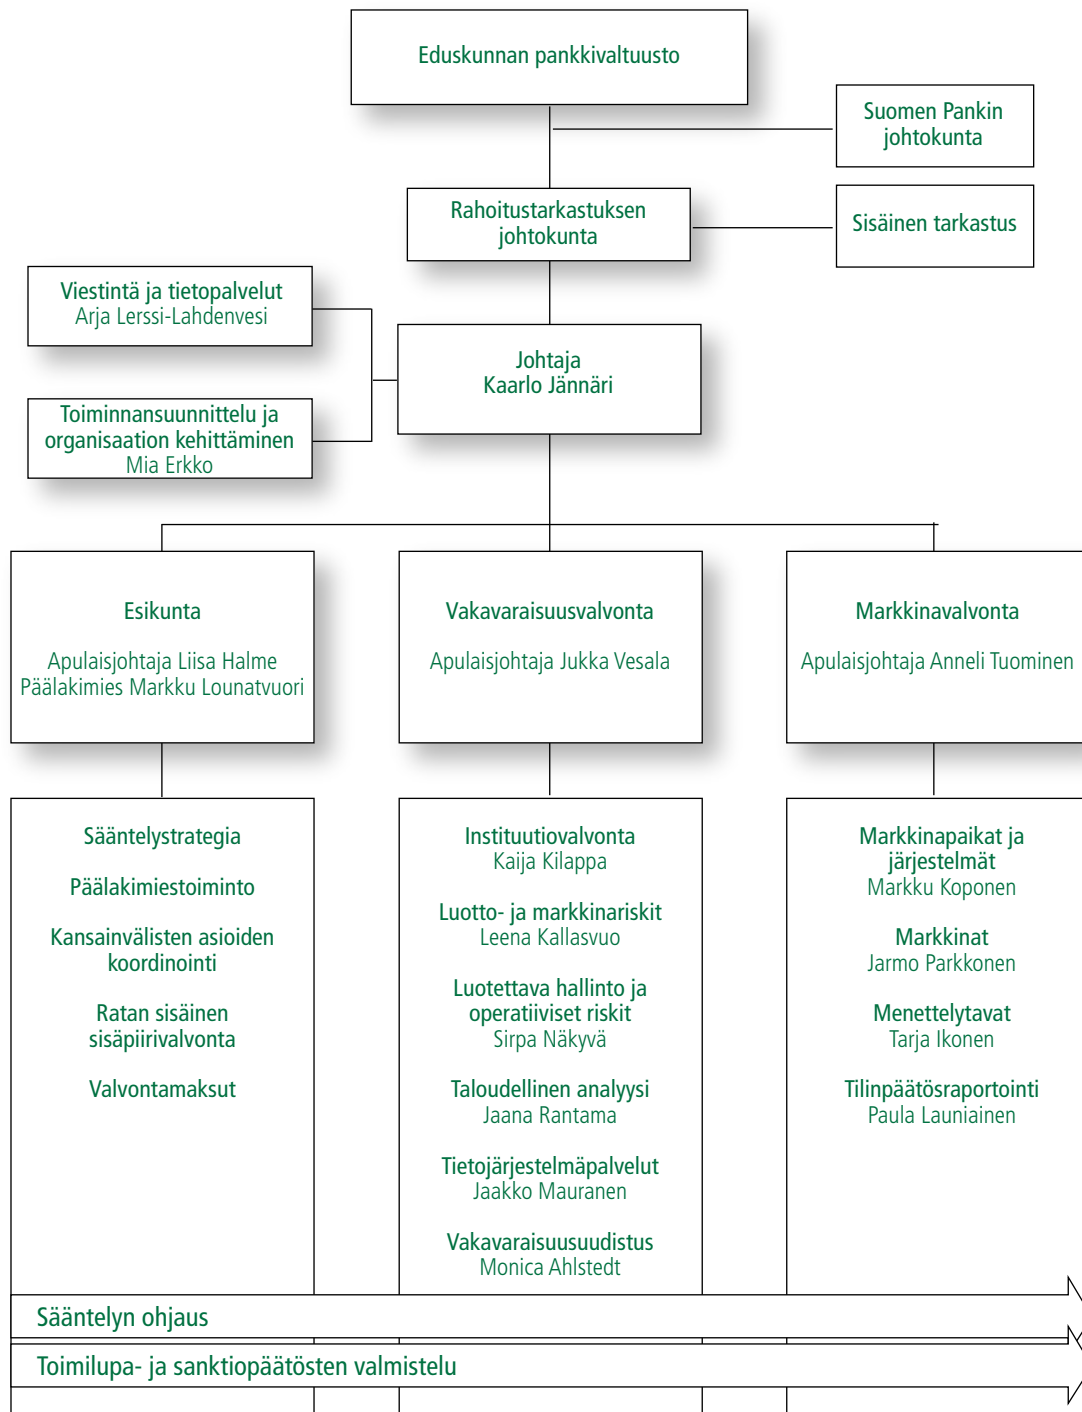 Eduskunnan pankkivaltuusto
Suomen Pankin
johtokunta
Rahoitustarkastuksen
johtokunta
Sisäinen tarkastus
Viestintä ja tietopalvelut
Arja Lerssi-Lahdenvesi
Johtaja
Kaarlo Jännäri
Toiminnansuunnittelu ja
organisaation kehittäminen
Mia Erkko
Esikunta
Apulaisjohtaja Liisa Halme
Päälakimies Markku Lounatvuori
Vakavaraisuusvalvonta
Apulaisjohtaja Jukka Vesala
Markkinavalvonta
Apulaisjohtaja Anneli Tuominen
Sääntelystrategia
Päälakimiestoiminto
Kansainvälisten asioiden
koordinointi
Ratan sisäinen
sisäpiirivalvonta
Valvontamaksut
Instituutiovalvonta
Kaija Kilappa
Luotto- ja markkinariskit
Leena Kallasvuo
Luotettava hallinto ja
operatiiviset riskit
Sirpa Näkyvä
Taloudellinen analyysi
Jaana Rantama
Tietojärjestelmäpalvelut
Jaakko Mauranen
Vakavaraisuusuudistus
Monica Ahlstedt
Markkinapaikat ja
järjestelmät
Markku Koponen
Markkinat
Jarmo Parkkonen
Menettelytavat
Tarja Ikonen
Tilinpäätösraportointi
Paula Launiainen
Sääntelyn ohjaus
Toimilupa- ja sanktiopäätösten valmistelu